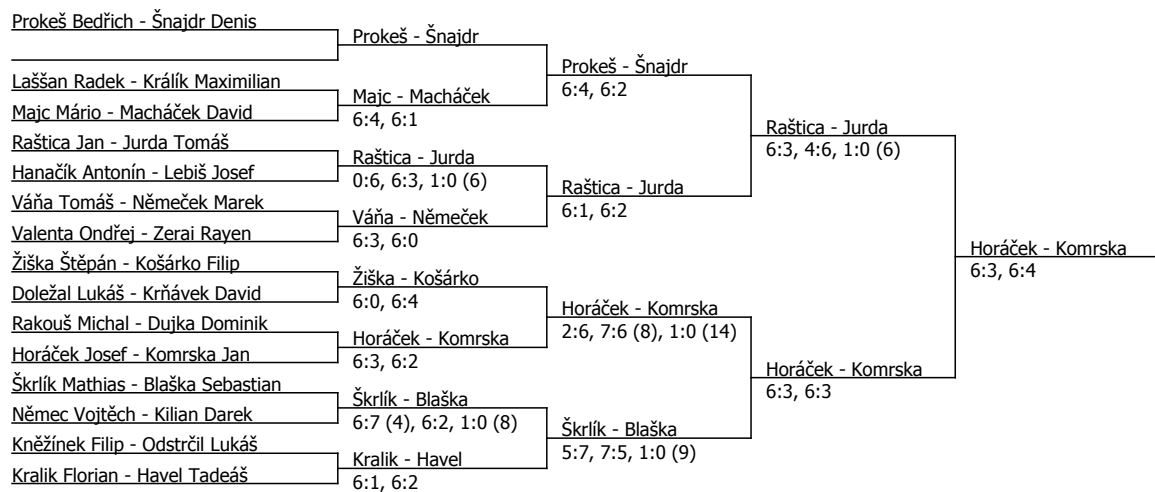 Prokeš Bedřich - Šnajdr Denis
Laššan Radek - Králík Maximilian
Majc Mário - Macháček David
Raštica Jan - Jurda Tomáš
Hanačík Antonín - Lebiš Josef
Váňa Tomáš - Němeček Marek
Valenta Ondřej - Zerai Rayen
Žiška Štěpán - Košárko Filip
Doležal Lukáš - Krňávek David
Rakouš Michal - Dujka Dominik
Horáček Josef - Komrska Jan
Škrlík Mathias - Blaška Sebastian
Němec Vojtěch - Kilian Darek
Kněžínek Filip - Odstrčil Lukáš
Kralik Florian - Havel Tadeáš
Prokeš - Šnajdr
Majc - Macháček
6:4, 6:1
Raštica - Jurda
0:6, 6:3, 1:0 (6)
Váňa - Němeček
6:3, 6:0
Žiška - Košárko
6:0, 6:4
Horáček - Komrska
6:3, 6:2
Škrlík - Blaška
6:7 (4), 6:2, 1:0 (8)
Kralik - Havel
6:1, 6:2
Prokeš - Šnajdr
6:4, 6:2
Raštica - Jurda
6:1, 6:2
Horáček - Komrska
2:6, 7:6 (8), 1:0 (14)
Škrlík - Blaška
5:7, 7:5, 1:0 (9)
Raštica - Jurda
6:3, 4:6, 1:0 (6)
Horáček - Komrska
6:3, 6:3
Horáček - Komrska
6:3, 6:4